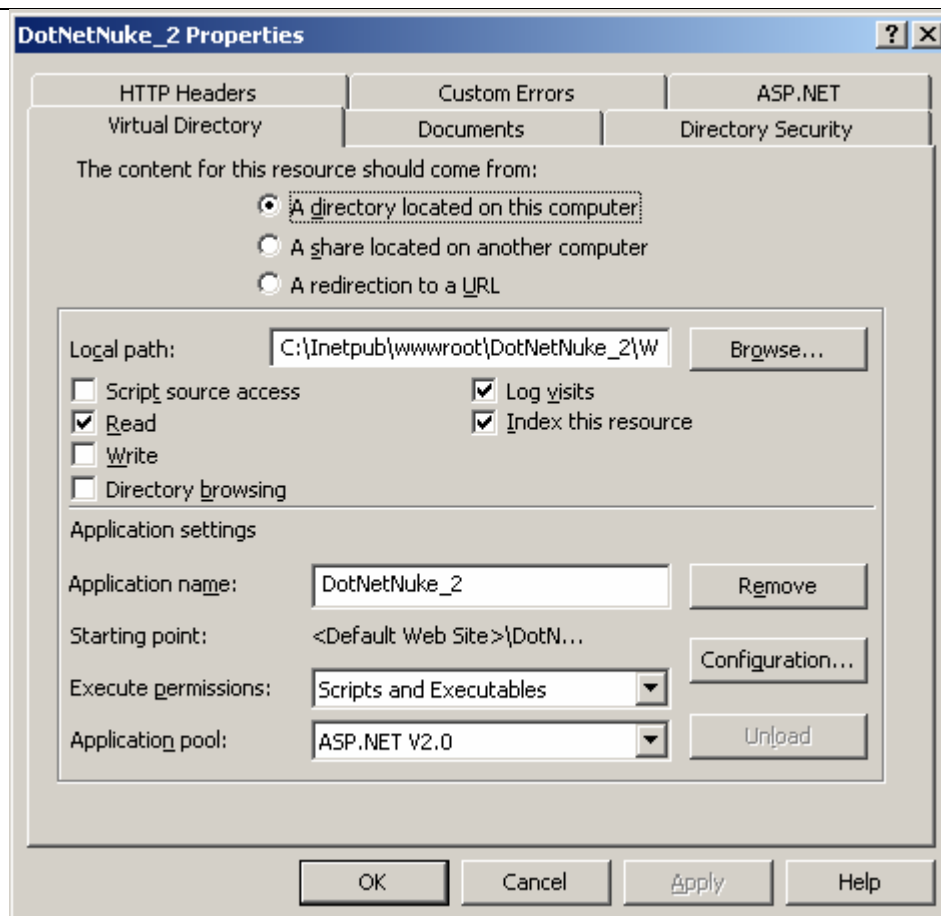 DotNetNuke_2 Properties
HTTP Headers Custom Errors ASP.NET
Virtual Directory Documents Directory Security
The content for this resource should come from:
A directory located on this computer
A share located on another computer
A redirection to a URL
Local path: C:\Inetpub\wwwroot\DotNetNuke_2\W Browse...
Script source access Log visits
Read Index this resource
Write
Directory browsing
Application settings
Application name: DotNetNuke_2 Remove
Starting point: <Default Web Site>\DotN...
Configuration...
Execute permissions: Scripts and Executables
Application pool: ASP.NET V2.0 Unload
OK Cancel Apply Help